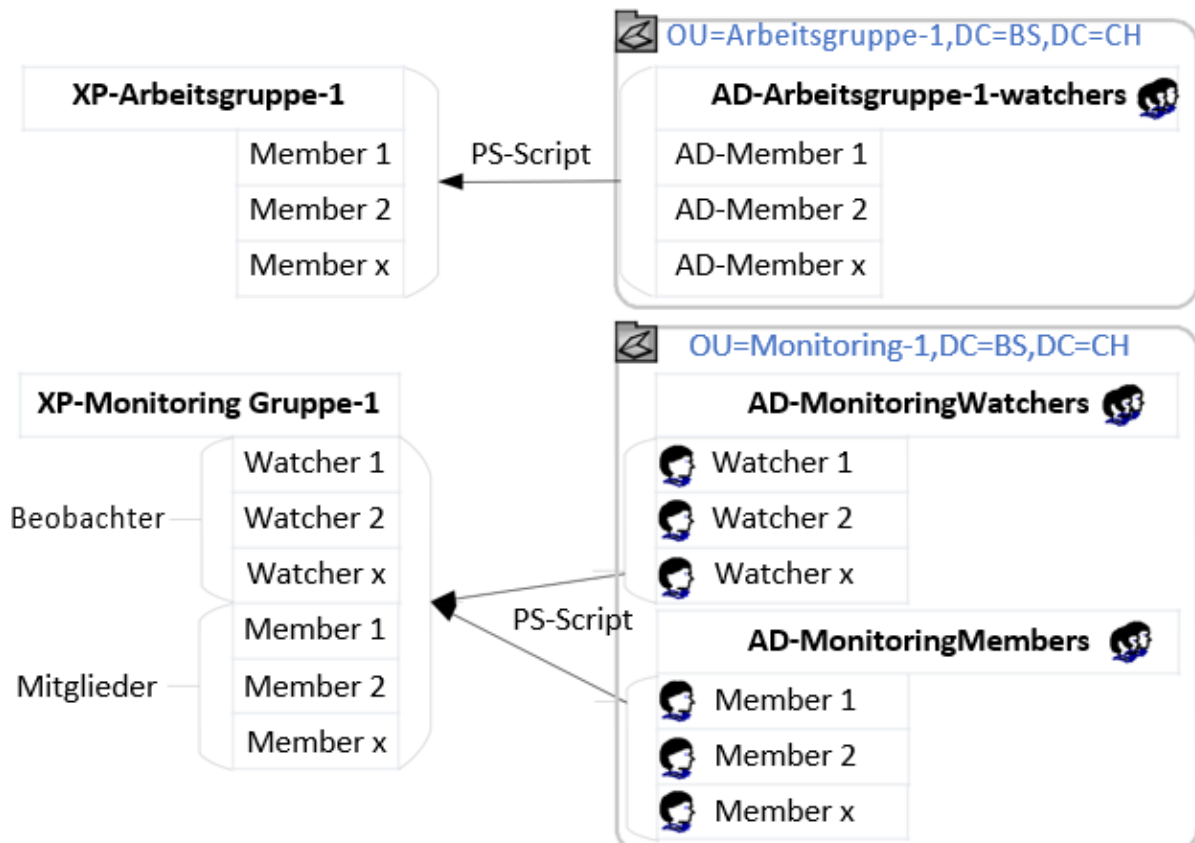 OU=Arbeitsgruppe-1,DC=BS,DC=CH
XP-Arbeitsgruppe-1
AD-Arbeitsgruppe-1-watchers
Member 1
PS-Script
AD-Member 1
Member 2
AD-Member 2
Member x
AD-Member x
OU=Monitoring-1,DC=BS,DC=CH
XP-Monitoring Gruppe-1
AD-MonitoringWatchers
Watcher 1
Watcher 1
Beobachter
Watcher 2
Watcher 2
Watcher x
Watcher x
PS-Script
Member 1
AD-MonitoringMembers
Mitglieder
Member 2
Member 1
Member x
Member 2
Member x